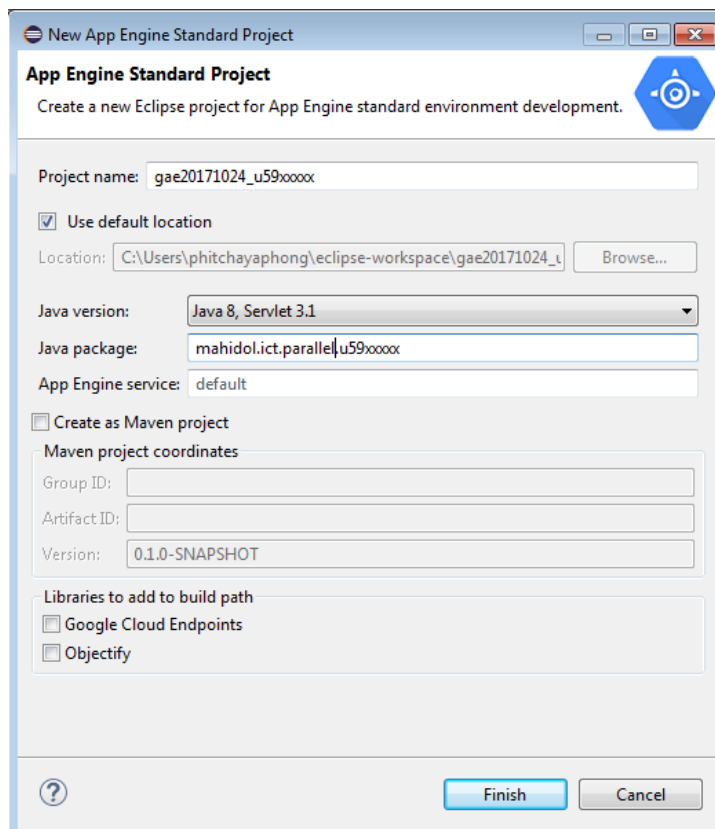 New App Engine Standard Project
App Engine Standard Project
Create a new Eclipse project for App Engine standard environment development.
Project name: gae20171024_u59xxxxx
Use default location
Location: C:\Users\phitchayaphong\eclipse-workspace\gae20171024_u Browse...
Java version: Java 8, Servlet 3.1
Java package: mahidol.ict.parallel.u59xxxxx
App Engine service: default
Create as Maven project
Maven project coordinates
Group ID:
Artifact ID:
Version: 0.1.0-SNAPSHOT
Libraries to add to build path
Google Cloud Endpoints
Objectify
? Finish Cancel